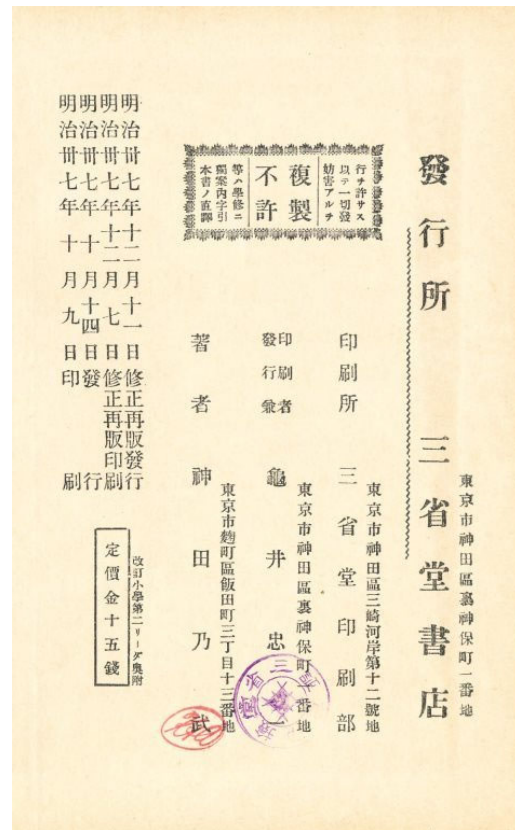 明治卅七年十月九日印刷
明治卅七年十月十四日發行
明治卅七年十二月七日修正再版印刷
明治卅七年十二月十一日修正再版發行
定價金十五錢
改訂小學第二リーダ奧附
本書ノ直譯
獨案内字引
等ハ學修ニ
不許
複製
妨害アルヲ
以テ一切發
行ヲ許サス
著者 神田乃武
東京市麴町區飯田町三丁目十三番地
發行兼
印刷者 龜井忠一
東京市神田區裏神保町一番地
印刷所 三省堂印刷部
東京市神田區三崎河岸第十二號地
發行所 三省堂書店
東京市神田區裏神保町一番地